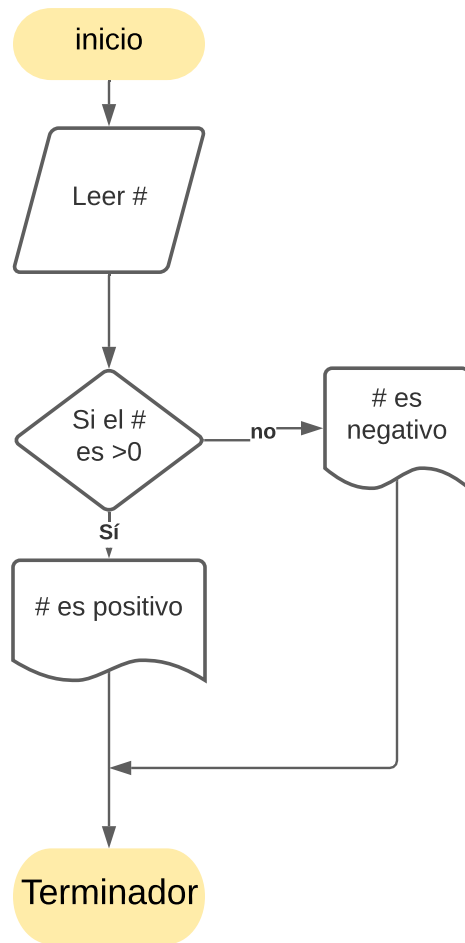 inicio
Leer #
Si el #
es >0
no
# es
negativo
Sí
# es positivo
Terminador